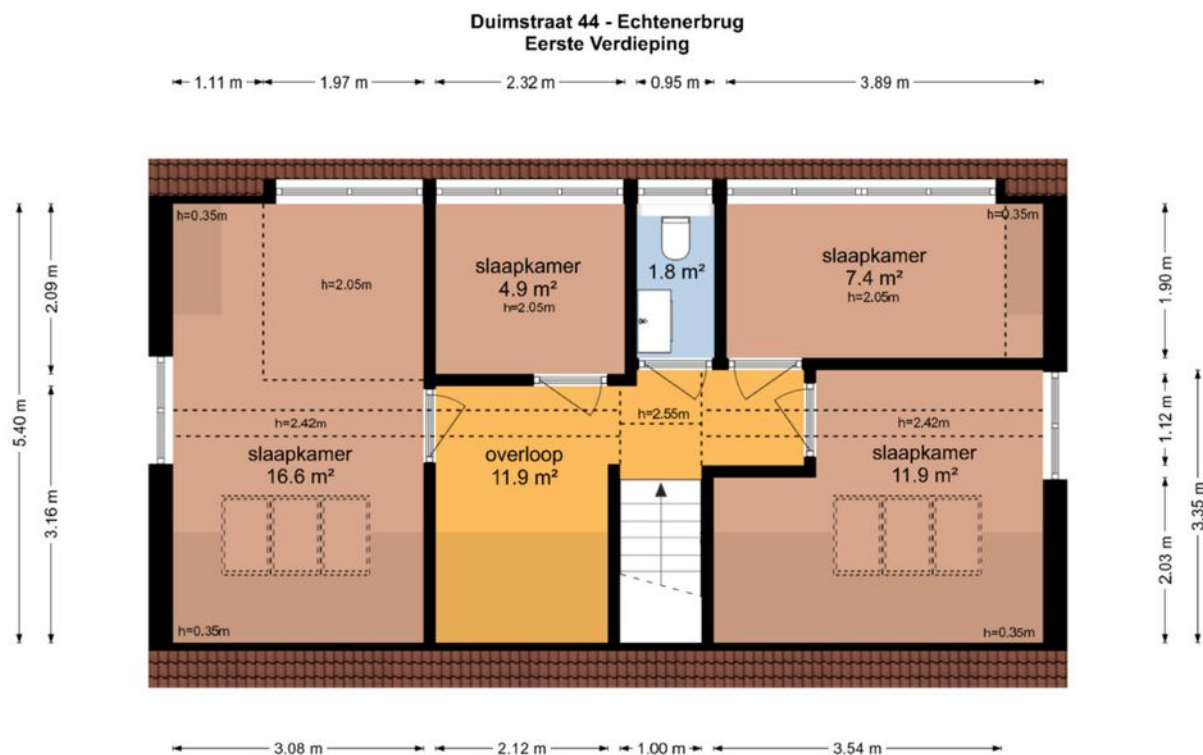 Duimstraat 44 - Echtenerbrug
Eerste Verdieping
1.11 m
1.97 m
2.32 m
0.95 m
3.89 m
h=0.35m
h=0.35m
slaapkamer
4.9 m²
h=2.05m
1.8 m²
slaapkamer
7.4 m²
h=2.05m
h=2.05m
2.09 m
1.90 m
5.40 m
h=2.42m
slaapkamer
16.6 m²
overloop
11.9 m²
h=2.55m
h=2.42m
slaapkamer
11.9 m²
1.12 m
3.35 m
3.16 m
2.03 m
h=0.35m
h=0.35m
3.08 m
2.12 m
1.00 m
3.54 m